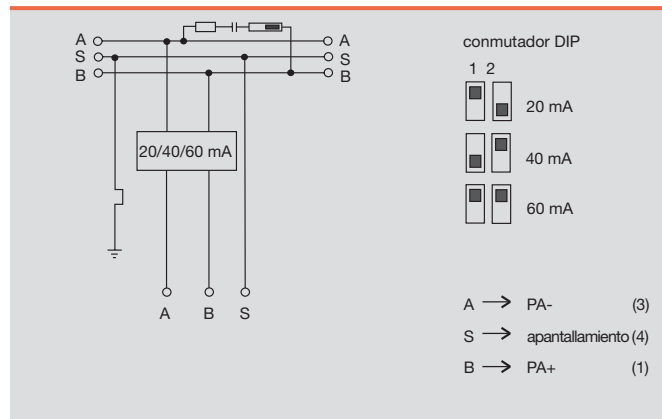 A A
S S
B B
20/40/60 mA
A B S
conmutador DIP
1 2
20 mA
40 mA
60 mA
A → PA- (3)
S → apantallamiento (4)
B → PA+ (1)